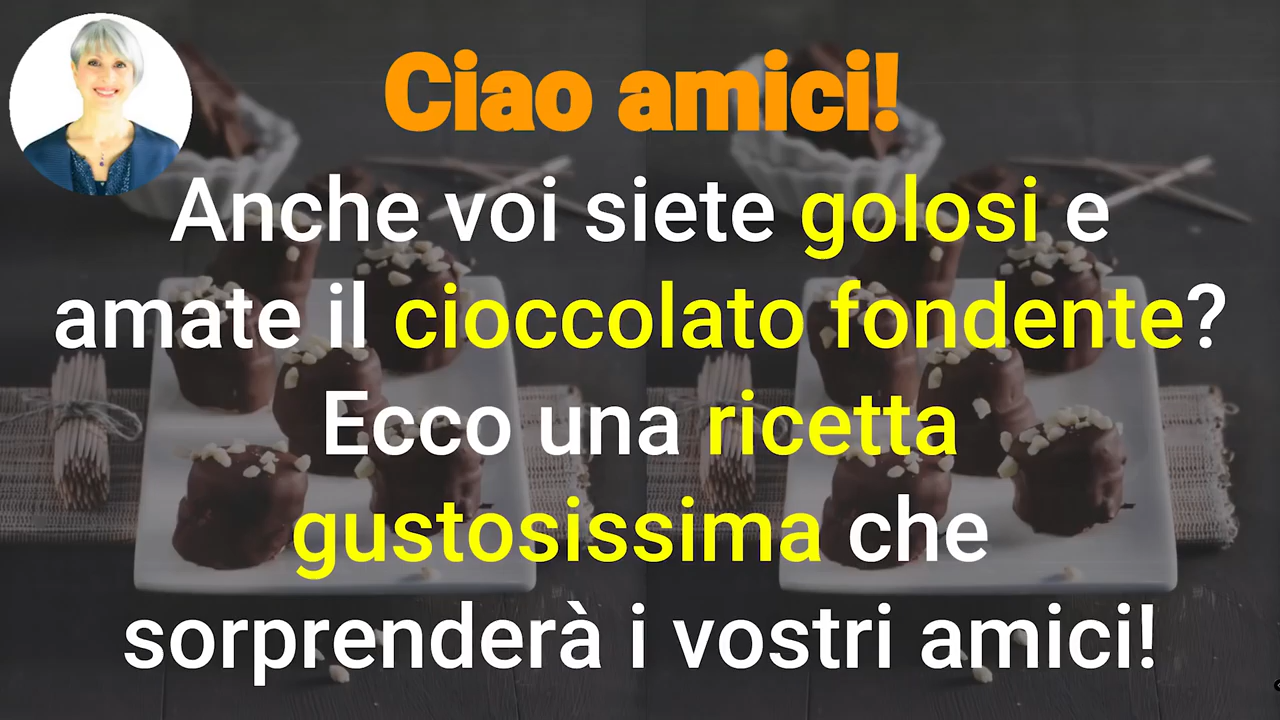 Ciao amici!
Anche voi siete golosi e
amate il cioccolato fondente?
Ecco una ricetta
gustosissima che
sorprenderà i vostri amici!